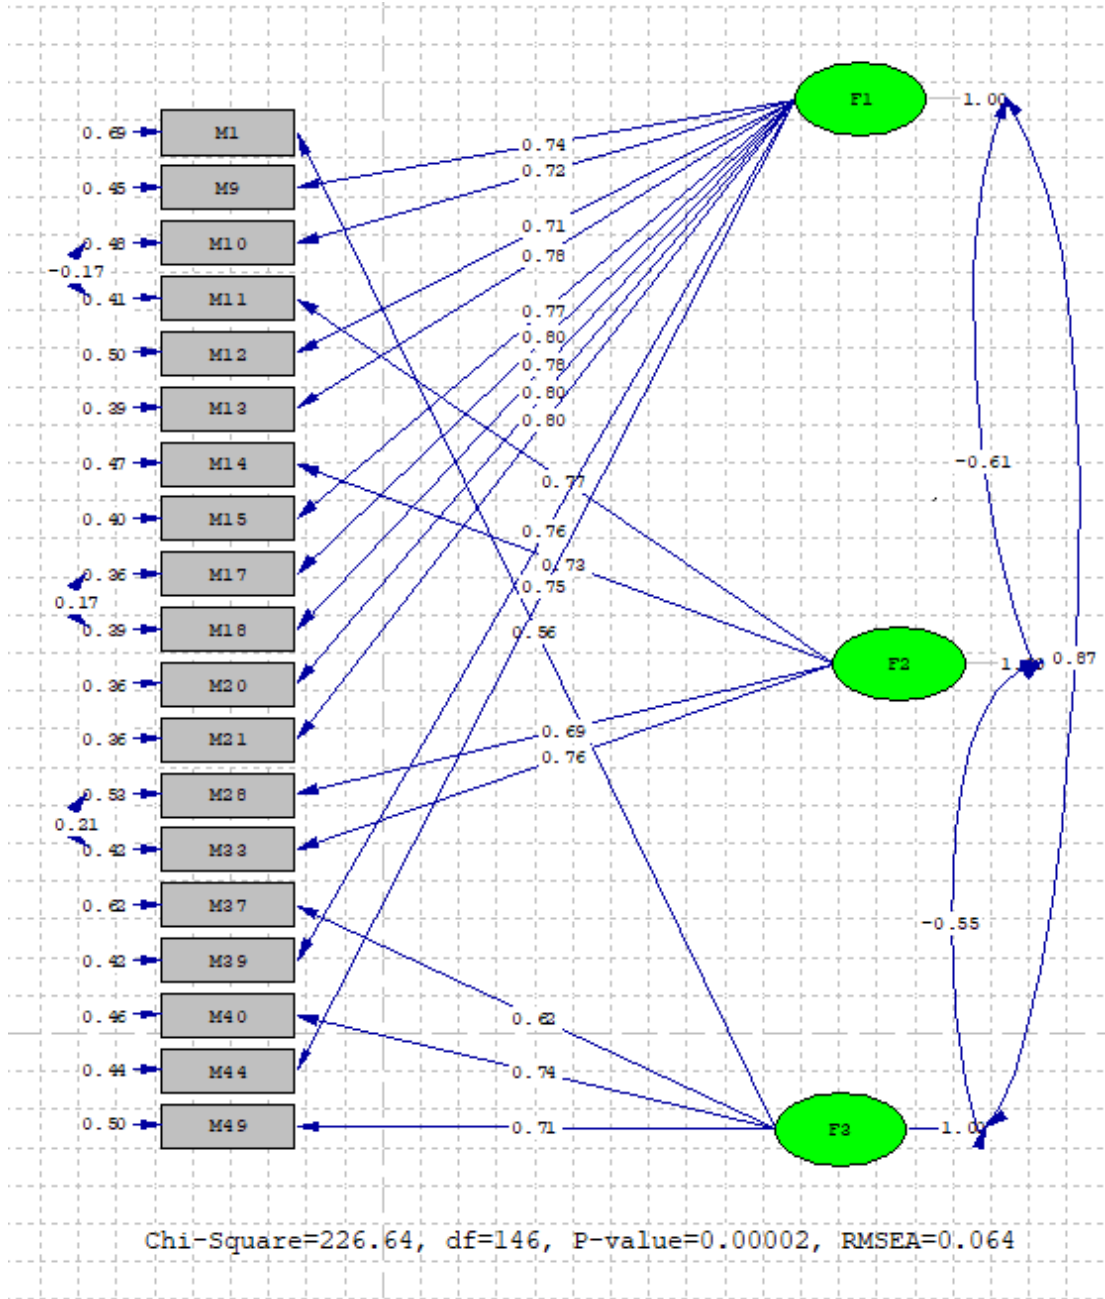 F1 1.00
0.69 M1
0.74
0.72
0.45 M9
0.71
0.48 M10
0.78
-0.17
0.41 M11
0.77
0.80
0.50 M12
0.78
0.80
0.39 M13
0.80
0.47 M14
-0.61
0.77
0.40 M15
0.76
0.73
0.36 M17
0.75
0.17
0.39 M18
0.56
F2 0.87
0.36 M20
0.69
0.36 M21
0.76
0.53 M28
0.21
0.42 M33
0.62 M37
-0.55
0.42 M39
0.46 M40
0.62
0.44 M44
0.74
0.50 M49
0.71
F3
Chi-Square=226.64, df=146, P-value=0.00002, RMSEA=0.064